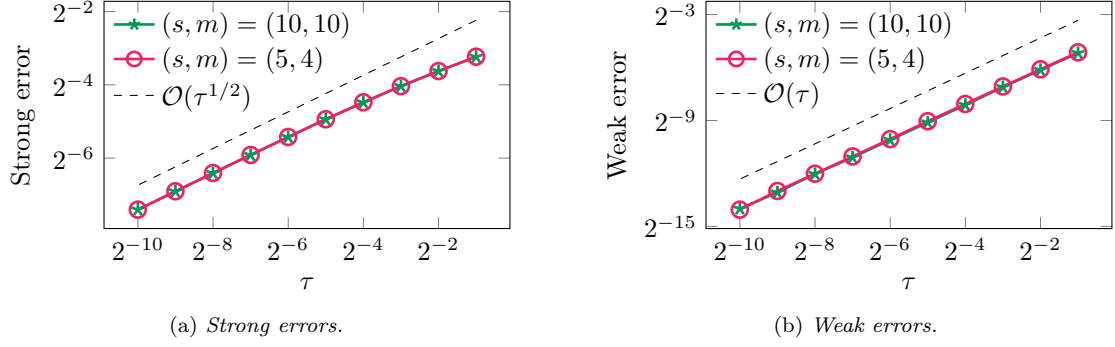 2^−2
2^−4
2^−6
Strong error
(s, m) = (10, 10)
(s, m) = (5, 4)
O(τ^1/2)
2^−10 2^−8 2^−6 2^−4 2^−2
τ
(a) Strong errors.
2^−3
2^−9
2^−15
Weak error
(s, m) = (10, 10)
(s, m) = (5, 4)
O(τ)
2^−10 2^−8 2^−6 2^−4 2^−2
τ
(b) Weak errors.